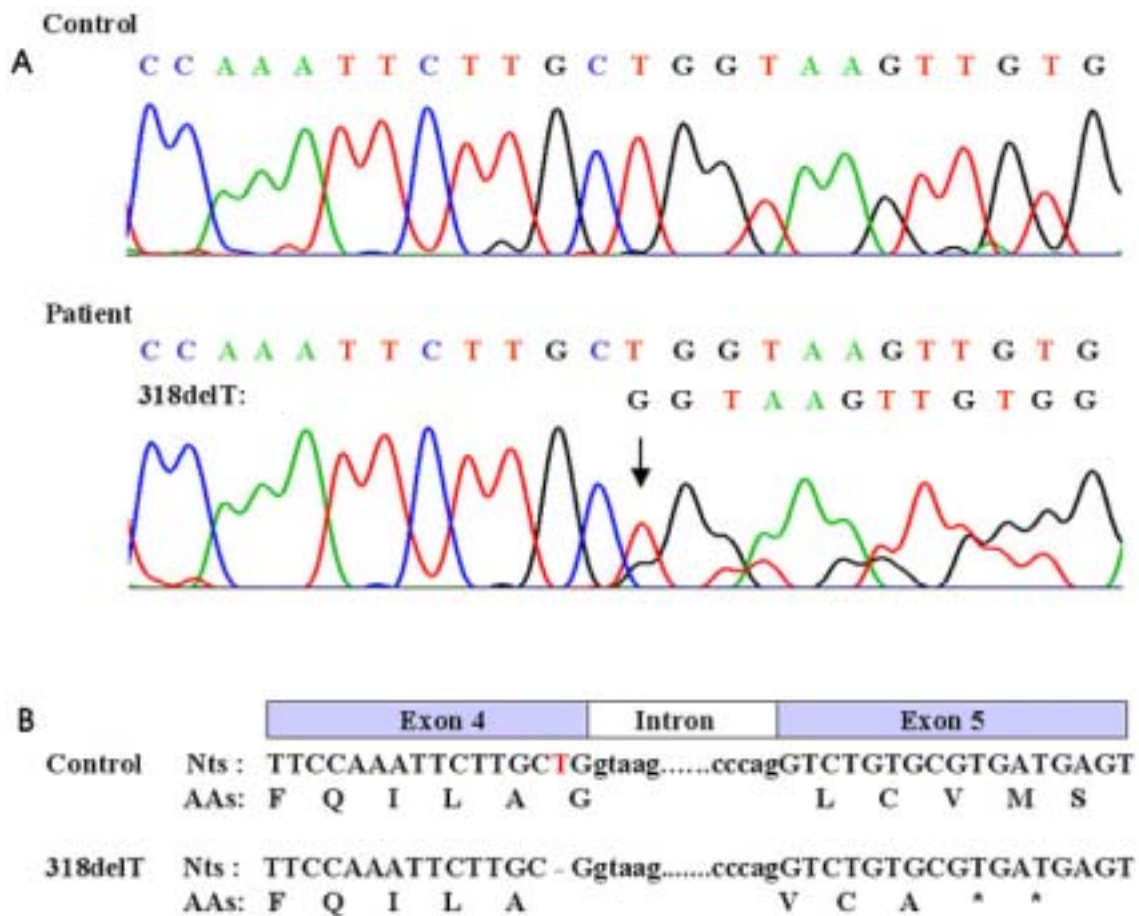 Control
A
C C A A A T T C T T G C T G G T A A G T T G T G
Patient
C C A A A T T C T T G C T G G T A A G T T G T G
318delT: G G T A A G T T G T G G
B
Exon 4 Intron Exon 5
Control Nts : TTCCAAATTCTTGCTGgtaag......cccagGTCTGTGCGTGATGAGT
AAs: F Q I L A G L C V M S
318delT Nts : TTCCAAATTCTTGC-Ggtaag.......cccagGTCTGTGCGTGATGAGT
AAs: F Q I L A V C A * *